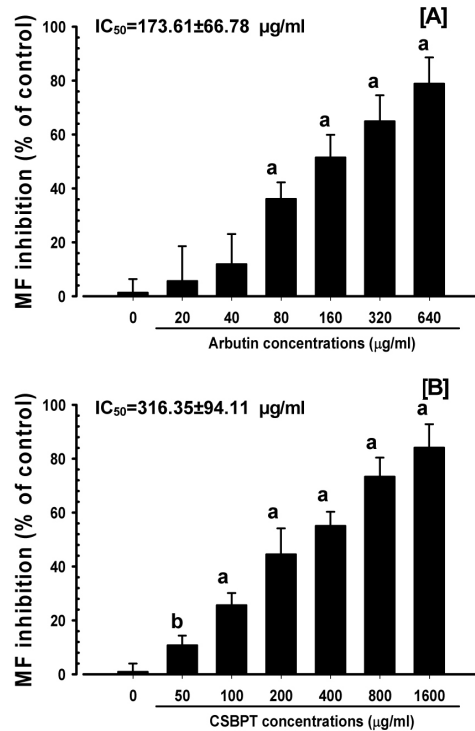 [A]
IC50=173.61±66.78 µg/ml
MF inhibition (% of control)
100
80
60
40
20
0
a
a
a
a
0 20 40 80 160 320 640
Arbutin concentrations (µg/ml)
[B]
IC50=316.35±94.11 µg/ml
MF inhibition (% of control)
100
80
60
40
20
0
b
a
a
a
a
a
0 50 100 200 400 800 1600
CSBPT concentrations (µg/ml)